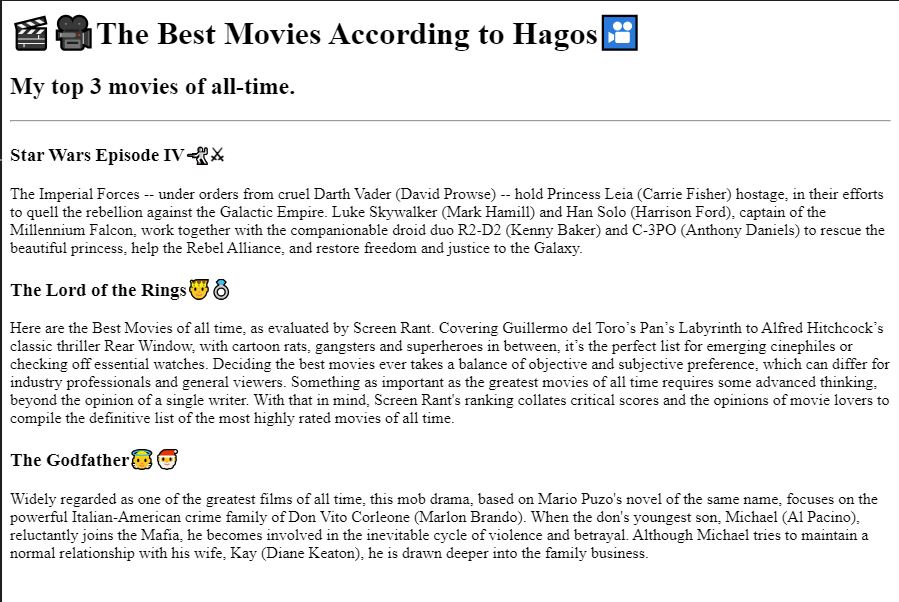 🎬 🎥The Best Movies According to Hagos🎦
My top 3 movies of all-time.
Star Wars Episode IV🔫⚔
The Imperial Forces -- under orders from cruel Darth Vader (David Prowse) -- hold Princess Leia (Carrie Fisher) hostage, in their efforts
to quell the rebellion against the Galactic Empire. Luke Skywalker (Mark Hamill) and Han Solo (Harrison Ford), captain of the
Millennium Falcon, work together with the companionable droid duo R2-D2 (Kenny Baker) and C-3PO (Anthony Daniels) to rescue the
beautiful princess, help the Rebel Alliance, and restore freedom and justice to the Galaxy.
The Lord of the Rings🤴💍
Here are the Best Movies of all time, as evaluated by Screen Rant. Covering Guillermo del Toro’s Pan’s Labyrinth to Alfred Hitchcock’s
classic thriller Rear Window, with cartoon rats, gangsters and superheroes in between, it’s the perfect list for emerging cinephiles or
checking off essential watches. Deciding the best movies ever takes a balance of objective and subjective preference, which can differ for
industry professionals and general viewers. Something as important as the greatest movies of all time requires some advanced thinking,
beyond the opinion of a single writer. With that in mind, Screen Rant's ranking collates critical scores and the opinions of movie lovers to
compile the definitive list of the most highly rated movies of all time.
The Godfather👼🎅
Widely regarded as one of the greatest films of all time, this mob drama, based on Mario Puzo's novel of the same name, focuses on the
powerful Italian-American crime family of Don Vito Corleone (Marlon Brando). When the don's youngest son, Michael (Al Pacino),
reluctantly joins the Mafia, he becomes involved in the inevitable cycle of violence and betrayal. Although Michael tries to maintain a
normal relationship with his wife, Kay (Diane Keaton), he is drawn deeper into the family business.